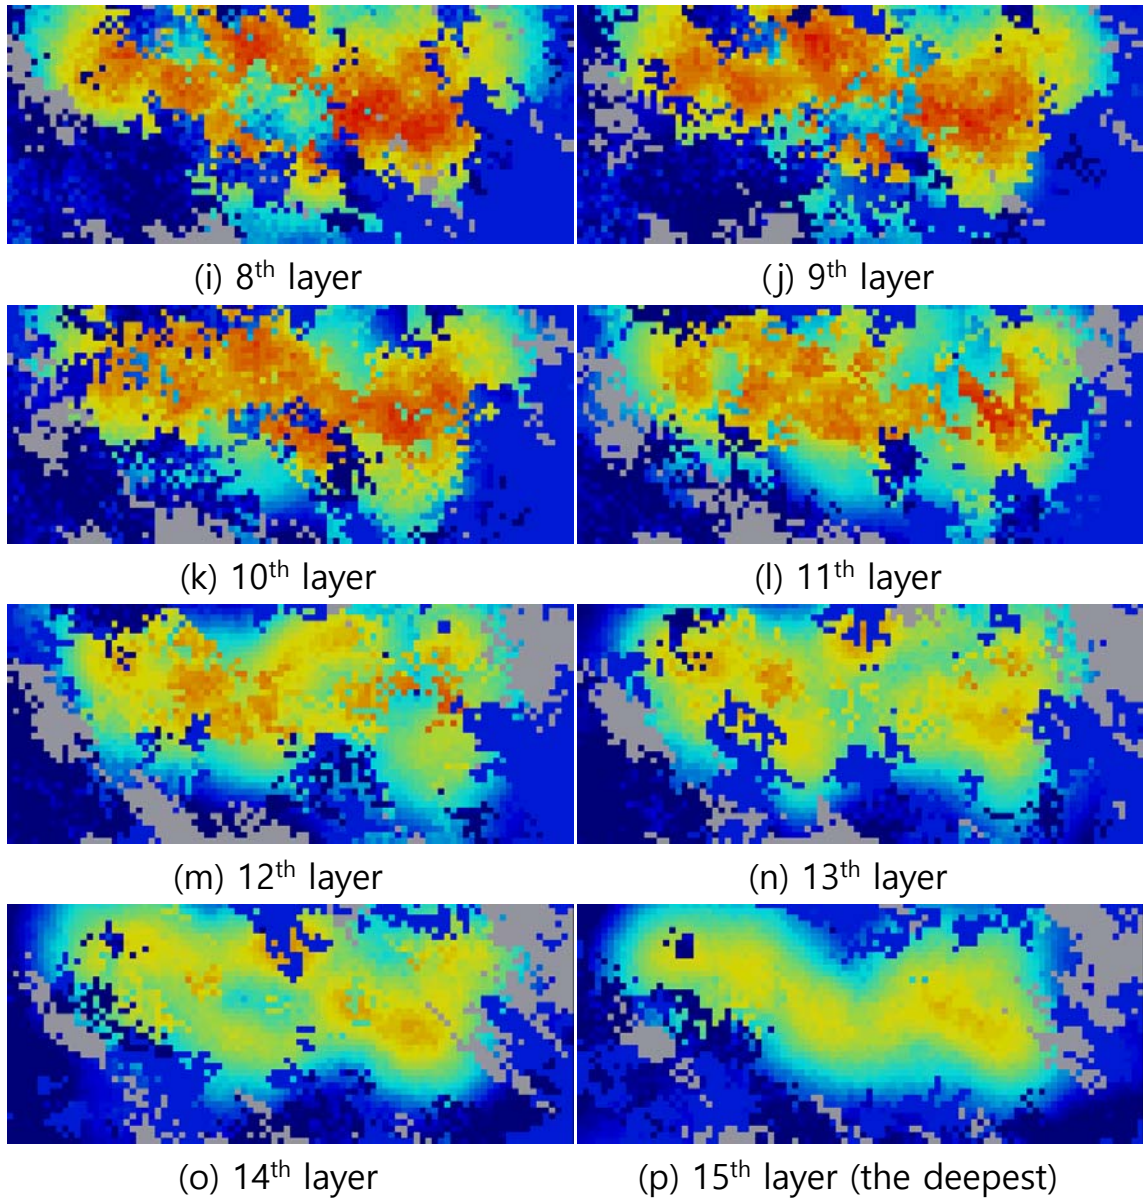 (i) 8th layer
(j) 9th layer
(k) 10th layer
(l) 11th layer
(m) 12th layer
(n) 13th layer
(o) 14th layer
(p) 15th layer (the deepest)